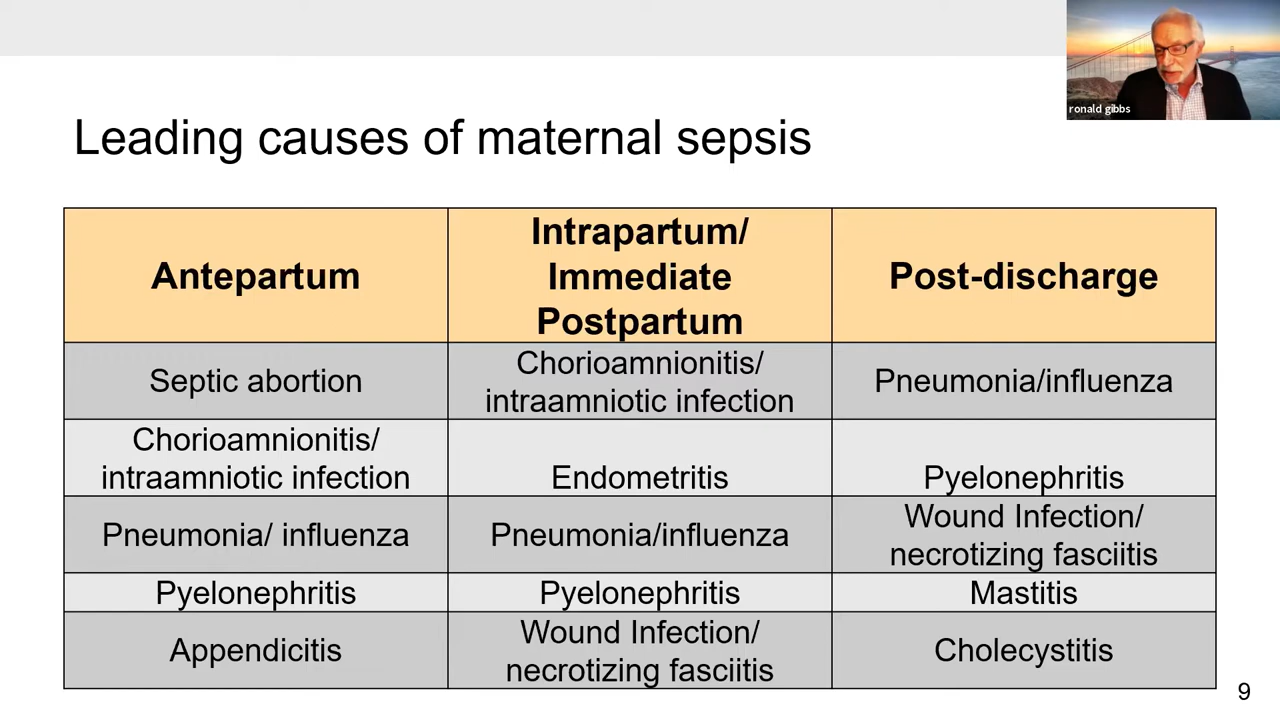 ronald gibbs
Leading causes of maternal sepsis
Antepartum
Intrapartum/
Immediate
Postpartum
Post-discharge
Septic abortion
Chorioamnionitis/
intraamniotic infection
Pneumonia/influenza
Chorioamnionitis/
intraamniotic infection
Endometritis
Pyelonephritis
Pneumonia/ influenza
Pneumonia/influenza
Wound Infection/
necrotizing fasciitis
Pyelonephritis
Pyelonephritis
Mastitis
Appendicitis
Wound Infection/
necrotizing fasciitis
Cholecystitis
9